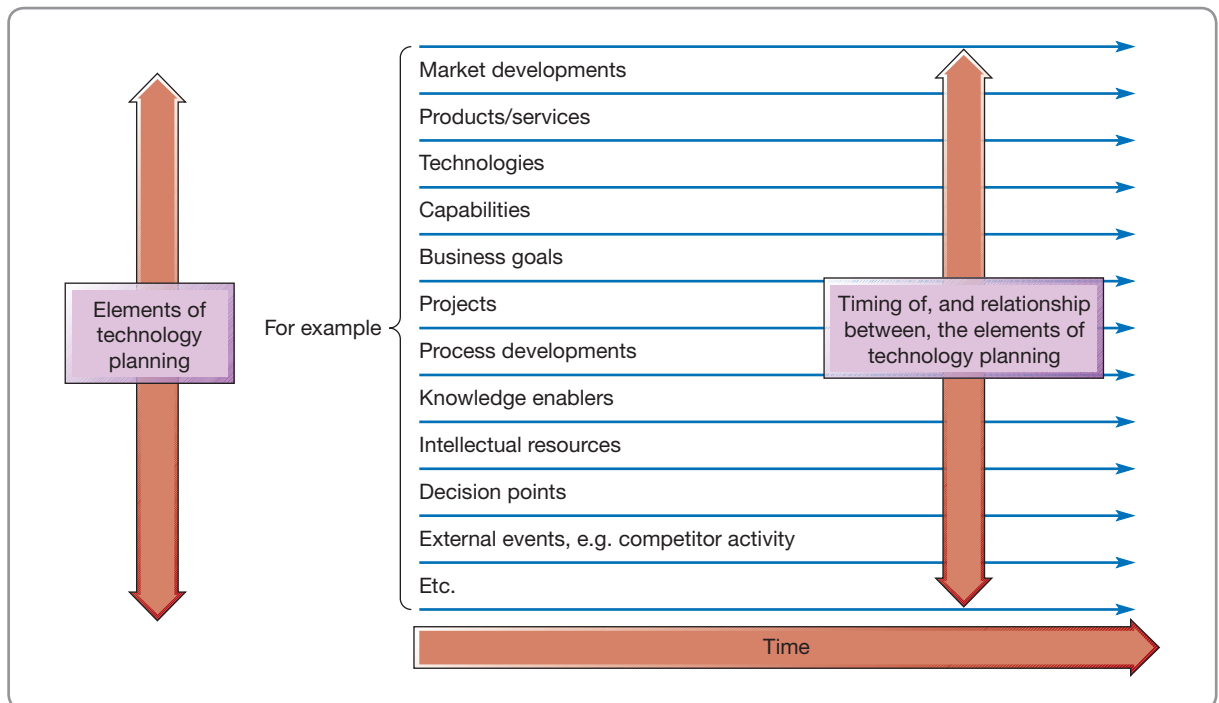 Elements of
technology
planning
For example
Market developments
Products/services
Technologies
Capabilities
Business goals
Projects
Process developments
Knowledge enablers
Intellectual resources
Decision points
External events, e.g. competitor activity
Etc.
Timing of, and relationship
between, the elements of
technology planning
Time